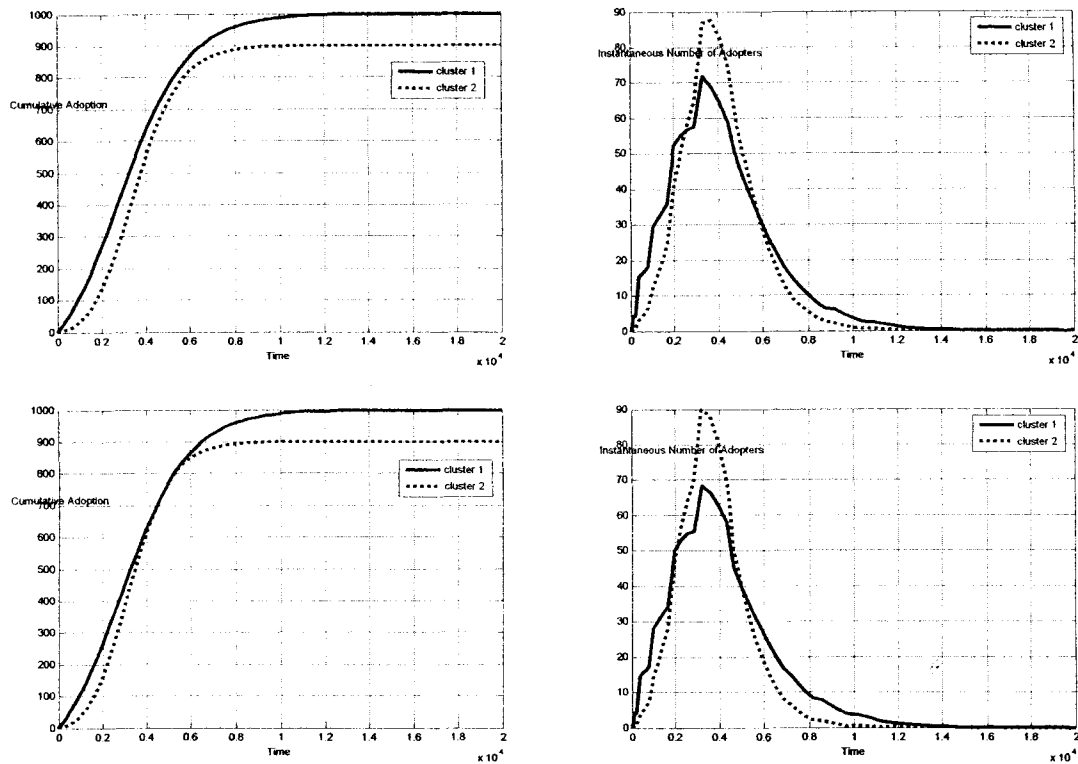 1000
900
800
700
600
500
400
300
200
100
0
Cumulative Adoption
cluster 1
cluster 2
0 0.2 0.4 0.6 0.8 1 1.2 1.4 1.6 1.8 2
Time
x 10^4
90
80
70
60
50
40
30
20
10
0
Instantaneous Number of Adopters
cluster 1
cluster 2
0 0.2 0.4 0.6 0.8 1 1.2 1.4 1.6 1.8 2
Time
x 10^4
1000
900
800
700
600
500
400
300
200
100
0
Cumulative Adoption
cluster 1
cluster 2
0 0.2 0.4 0.6 0.8 1 1.2 1.4 1.6 1.8 2
Time
x 10^4
90
80
70
60
50
40
30
20
10
0
Instantaneous Number of Adopters
cluster 1
cluster 2
0 0.2 0.4 0.6 0.8 1 1.2 1.4 1.6 1.8 2
Time
x 10^4